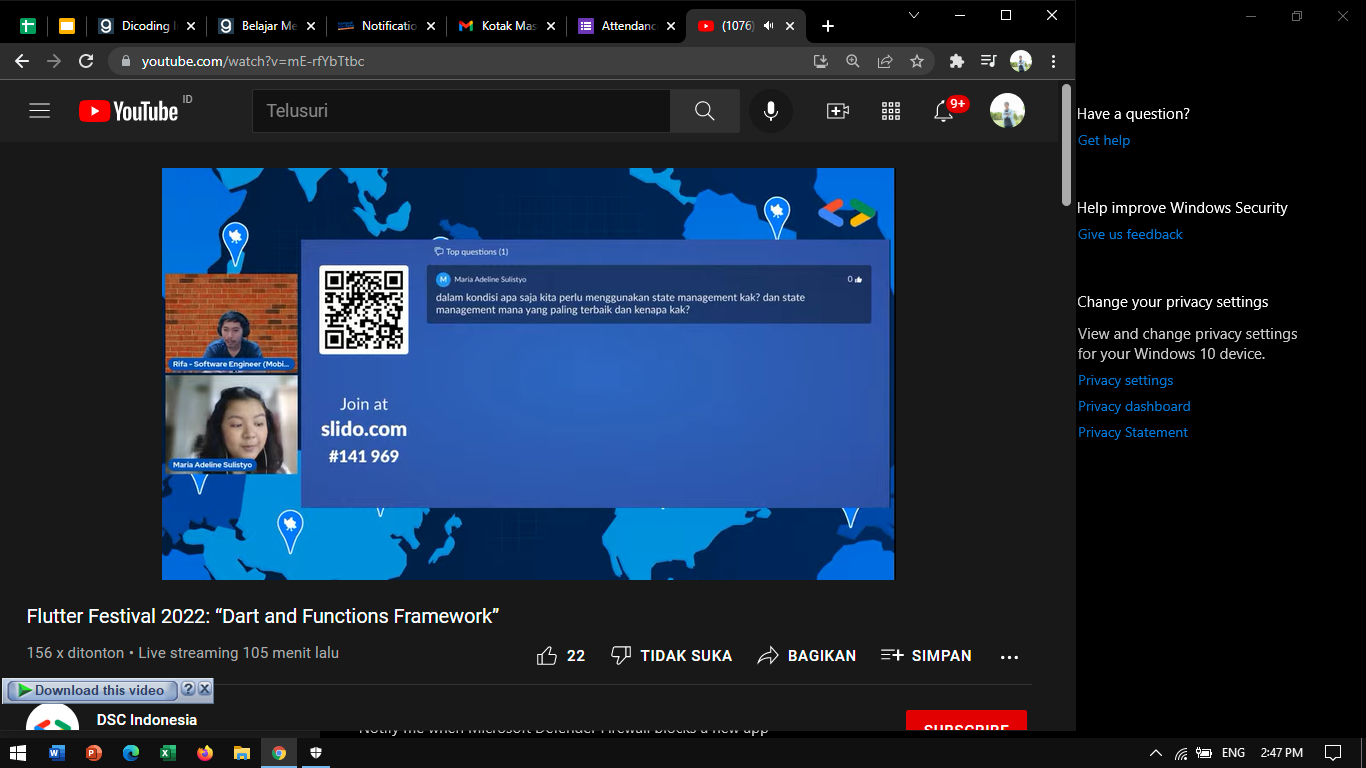 Dicoding I
Belajar Me
Notificatio
Kotak Mas
Attendanc
(1076)
youtube.com/watch?v=mE-rfYbTtbc
YouTube ID
Telusuri
9+
Top questions (1)
M Maria Adeline Sulistyo 0
dalam kondisi apa saja kita perlu menggunakan state management kak? dan state
management mana yang paling terbaik dan kenapa kak?
Rifa - Software Engineer (Mobi...
Maria Adeline Sulistyo
Join at
slido.com
#141 969
Flutter Festival 2022: “Dart and Functions Framework”
156 x ditonton • Live streaming 105 menit lalu
22 TIDAK SUKA BAGIKAN SIMPAN ...
Download this video ? X
DSC Indonesia
SUBSCRIBE
Notify me when Microsoft Defender Firewall blocks a new app
Have a question?
Get help
Help improve Windows Security
Give us feedback
Change your privacy settings
View and change privacy settings
for your Windows 10 device.
Privacy settings
Privacy dashboard
Privacy Statement
ENG 2:47 PM